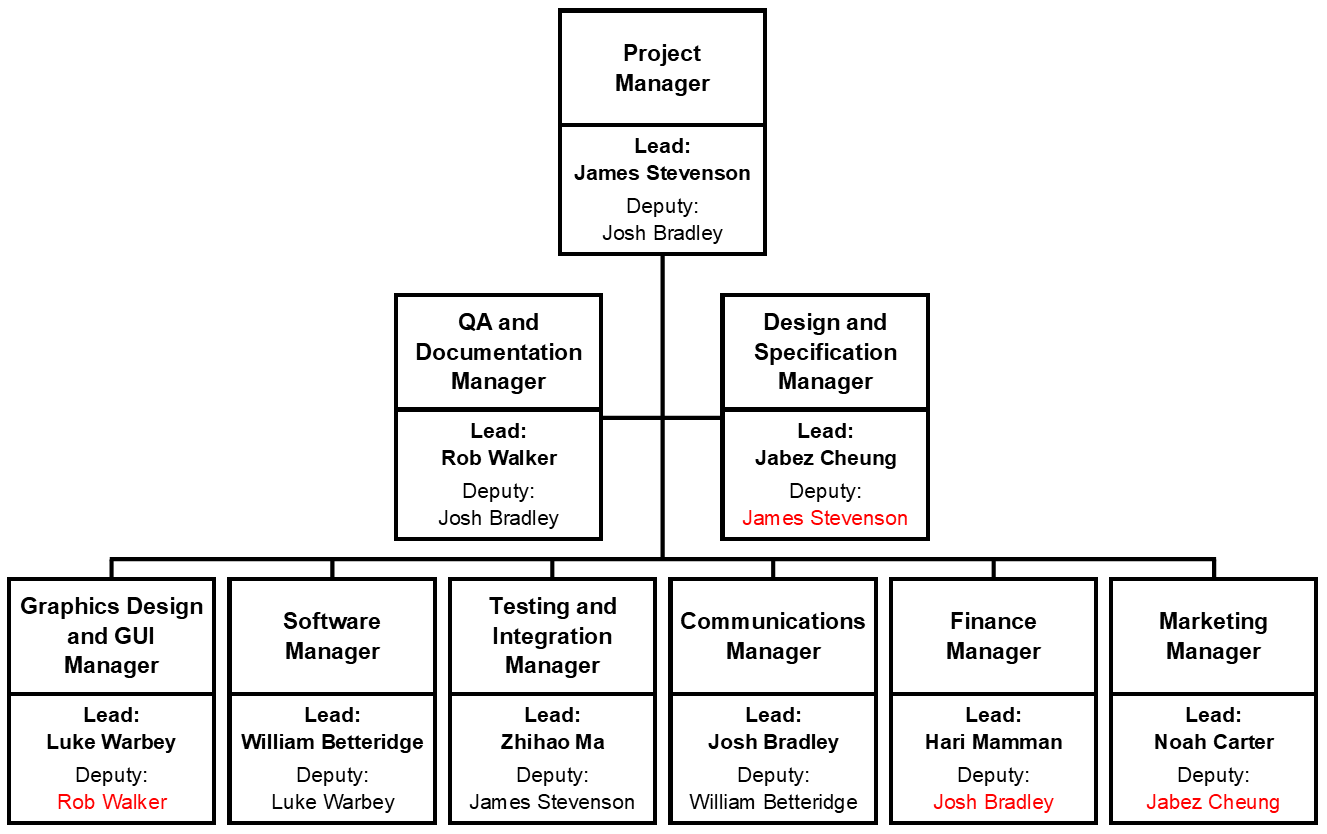 Project
Manager
Lead:
James Stevenson
Deputy:
Josh Bradley
QA and
Documentation
Manager
Lead:
Rob Walker
Deputy:
Josh Bradley
Design and
Specification
Manager
Lead:
Jabez Cheung
Deputy:
James Stevenson
Graphics Design
and GUI
Manager
Lead:
Luke Warbey
Deputy:
Rob Walker
Software
Manager
Lead:
William Betteridge
Deputy:
Luke Warbey
Testing and
Integration
Manager
Lead:
Zhihao Ma
Deputy:
James Stevenson
Communications
Manager
Lead:
Josh Bradley
Deputy:
William Betteridge
Finance
Manager
Lead:
Hari Mamman
Deputy:
Josh Bradley
Marketing
Manager
Lead:
Noah Carter
Deputy:
Jabez Cheung